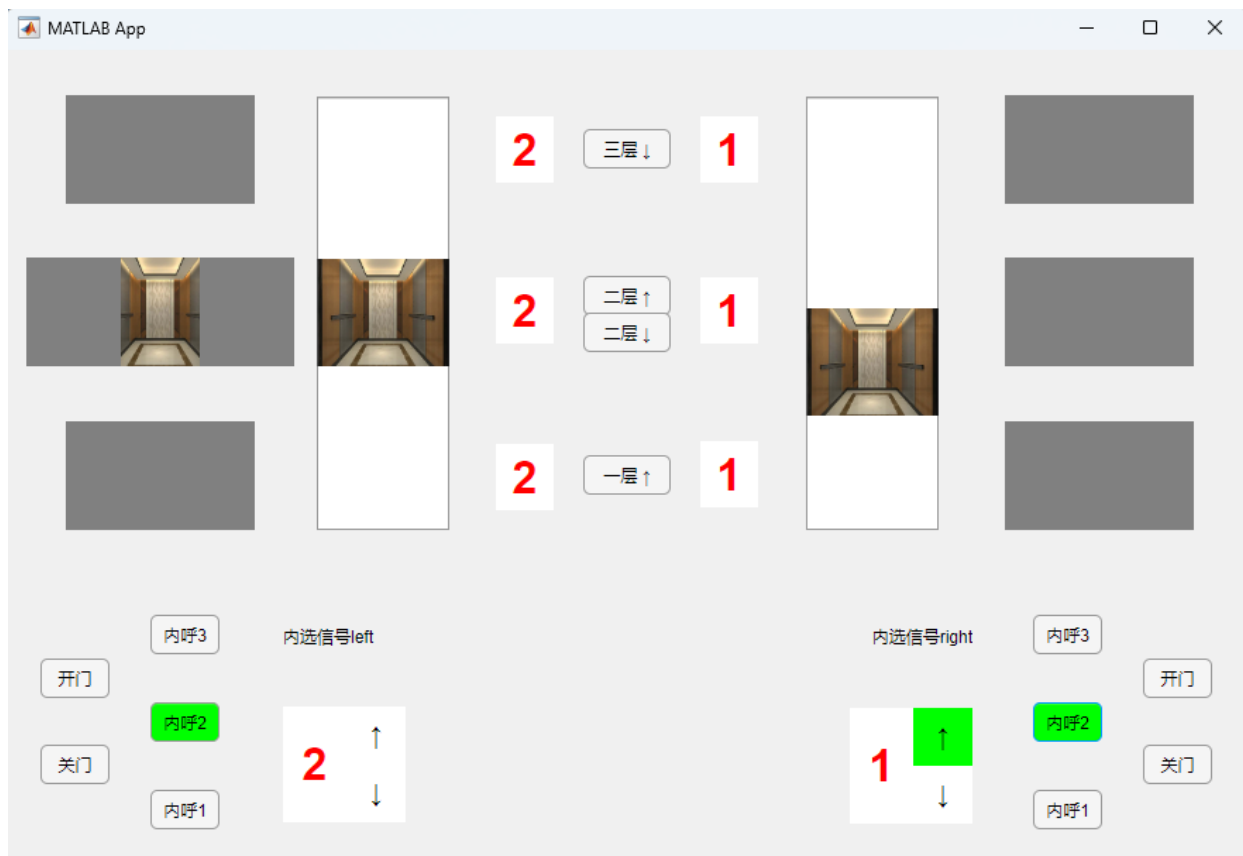 MATLAB App
2 三层↓ 1
2 二层↑ 1
二层↓
2 一层↑ 1
内呼3 内选信号left 内选信号right 内呼3
开门 开门
内呼2 ↑ ↑ 内呼2
关门 2 1 关门
内呼1 ↓ ↓ 内呼1